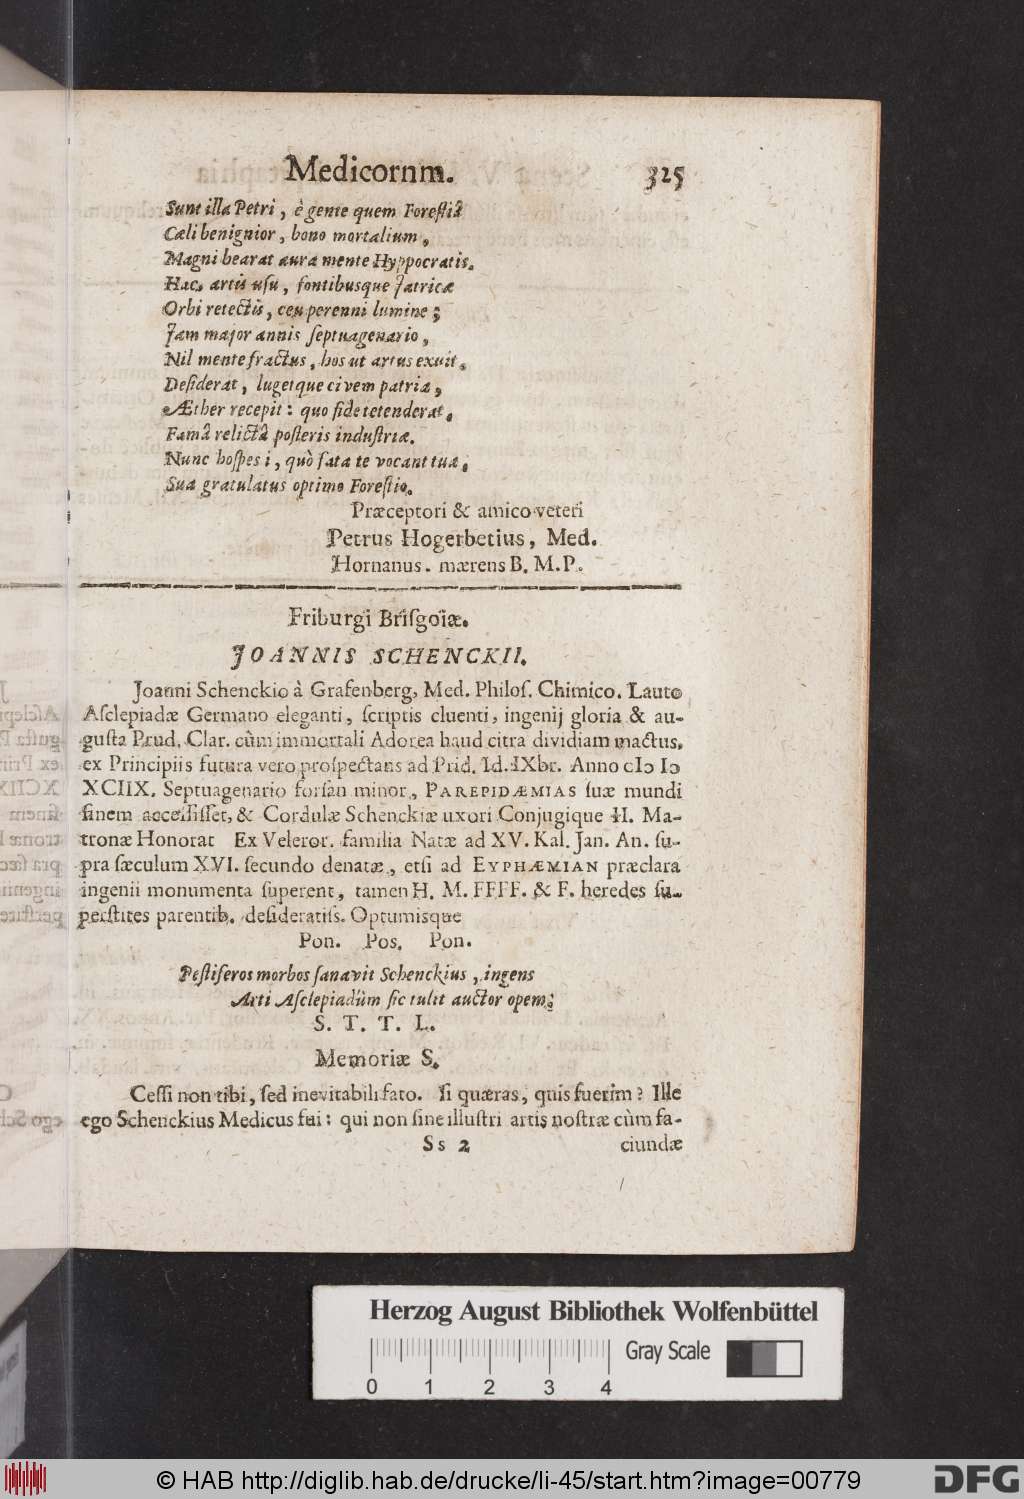 Medicornm. 325
Sunt illa Petri, è gente quem Forestiâ
Cæli benignior, bono mortalium,
Magni bearat aura mente Hyppocratis.
Hac. artis usu, fontibusque Jatricæ
Orbi retectis, ceu perenni lumine;
Jam major annis septuagenario,
Nil mente fractus, hos ut artus exuit,
Desiderat, lugetque civem patria,
Æther recepit: quo side tetenderat,
Famâ relictâ posteris industriæ.
Nunc hospes i, quò fata te vocant tua,
Sua gratulatus optimo Forestio.
Præceptori & amico veteri
Petrus Hogerbetius, Med.
Hornanus. mærens B. M. P.
Friburgi Brisgoiæ.
JOANNIS SCHENCKII.
Joanni Schenckio à Grafenberg, Med. Philos. Chimico. Lauto
Asclepiadæ Germano eleganti, scriptis cluenti, ingenij gloria & au-
gusta Prud. Clar. cùm immortali Adorea haud citra dividiam mactus,
ex Principiis futura vero prospectans ad Prid. Id. IXbr. Anno cIↄ Iↄ
XCIIX. Septuagenario forsan minor, PAREPIDÆMIAS suæ mundi
finem accessisset, & Cordulæ Schenckiæ uxori Conjugique H. Ma-
tronæ Honorat Ex Veleror. familia Natæ ad XV. Kal. Jan. An. su-
pra sæculum XVI. secundo denatæ, etsi ad EYPHÆMIAN præclara
ingenii monumenta superent, tamen H. M. FFFF. & F. heredes su-
perstites parentib. desideratiss. Optumisque
Pon. Pos. Pon.
Pestiferos morbos sanavit Schenckius, ingens
Arti Asclepiadûm sic tulit auctor opem;
S. T. T. L.
Memoriæ S.
Cessi non tibi, sed inevitabili fato. Si quæras, quis fuerim? Ille
ego Schenckius Medicus fui: qui non sine illustri artis nostræ cùm fa-
Ss 2 ciundæ
Herzog August Bibliothek Wolfenbüttel
Gray Scale
0 1 2 3 4
© HAB http://diglib.hab.de/drucke/li-45/start.htm?image=00779
DFG